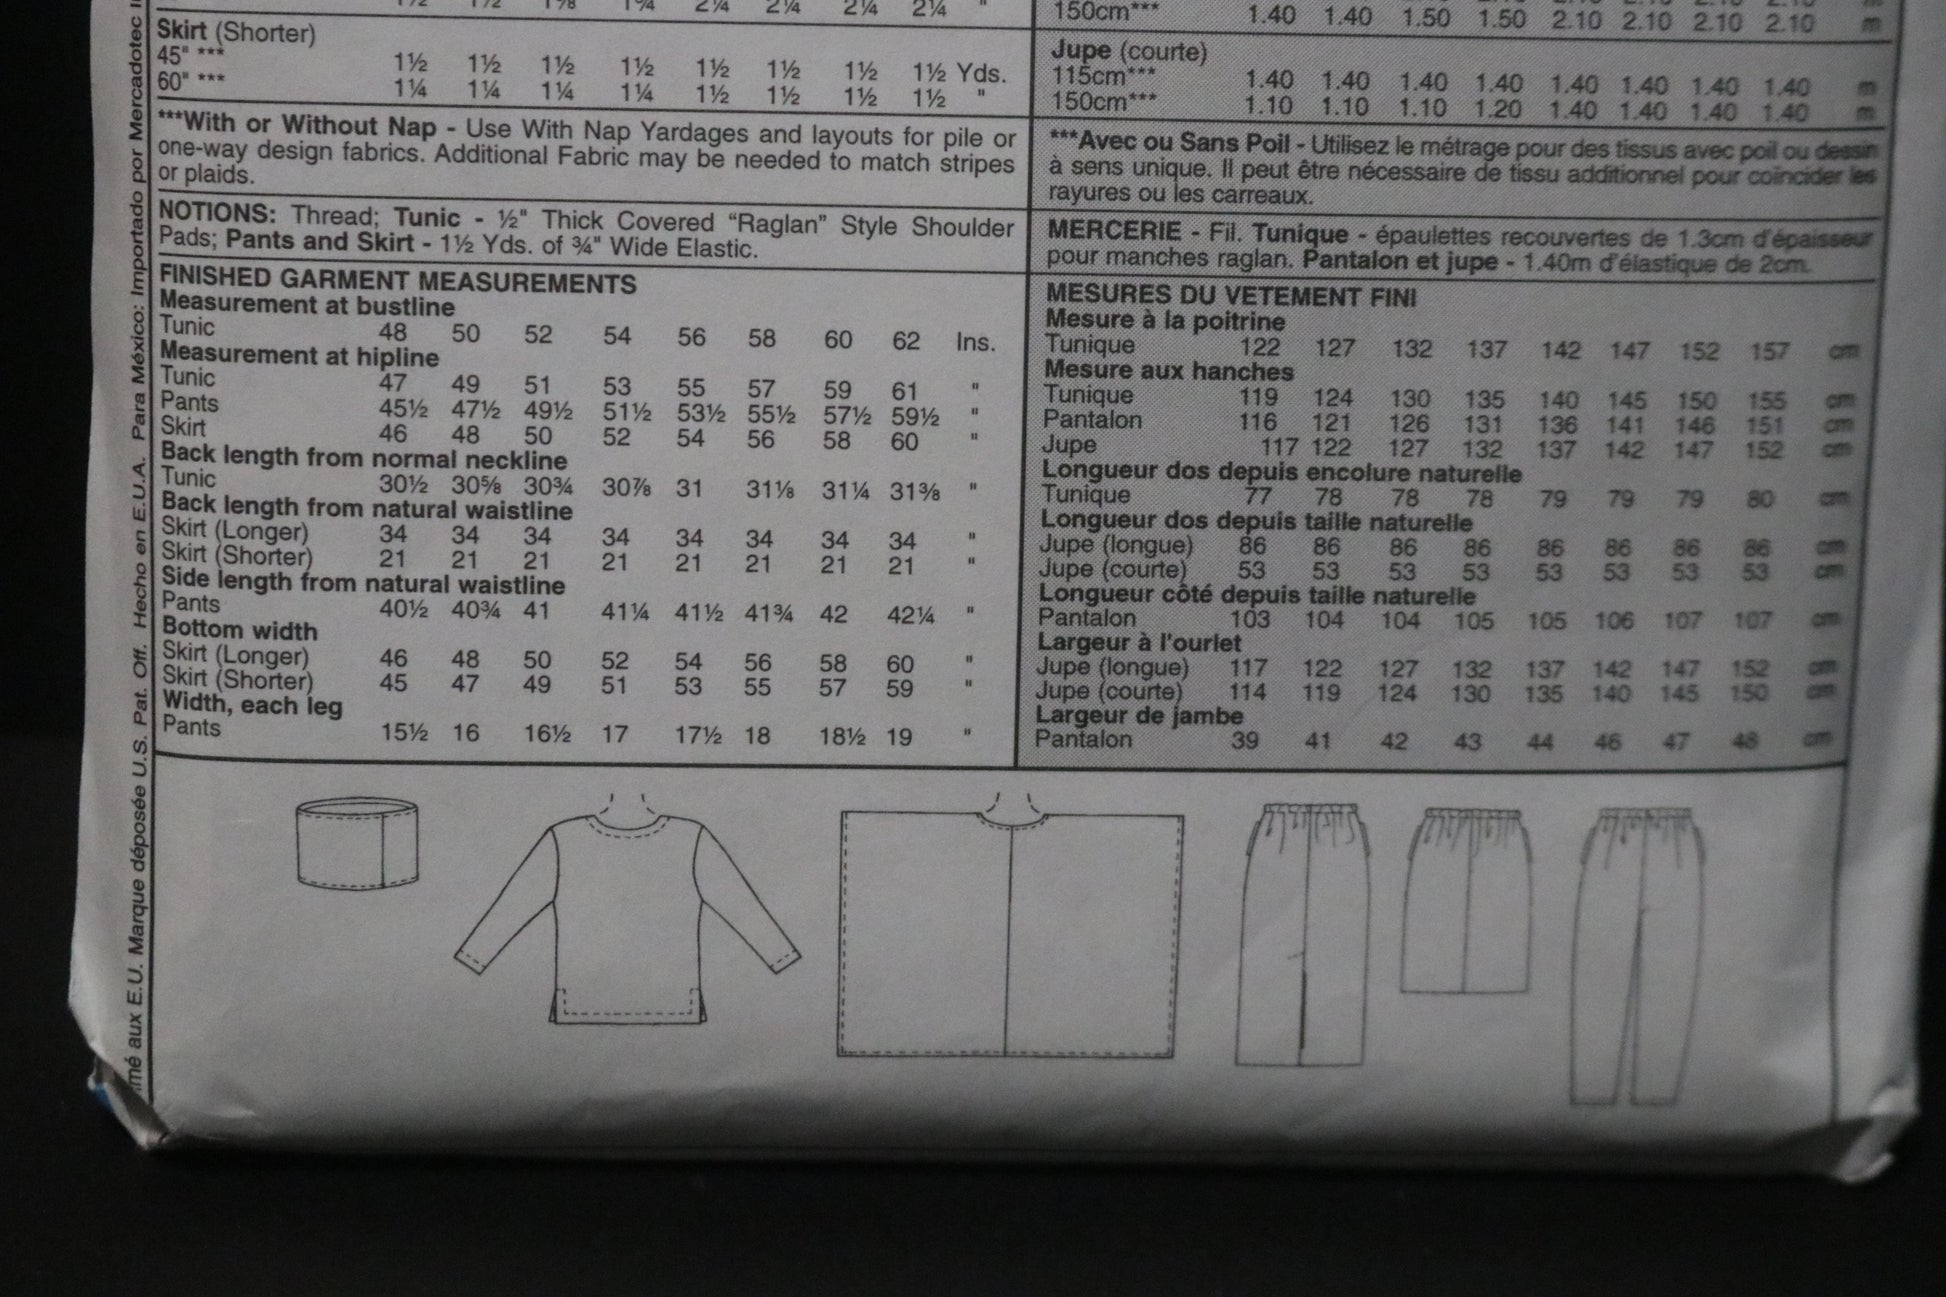 1½ 1½ 1⅝ 1¾ 2¼ 2¼ 2¼ 2¼ "
Skirt (Shorter)
45" *** 1½ 1½ 1½ 1½ 1½ 1½ 1½ 1½ Yds.
60" *** 1¼ 1¼ 1¼ 1¼ 1½ 1½ 1½ 1½ "
***With or Without Nap - Use With Nap Yardages and layouts for pile or
one-way design fabrics. Additional Fabric may be needed to match stripes
or plaids.
NOTIONS: Thread; Tunic - ½" Thick Covered “Raglan” Style Shoulder
Pads; Pants and Skirt - 1½ Yds. of ¾" Wide Elastic.
FINISHED GARMENT MEASUREMENTS
Measurement at bustline
Tunic 48 50 52 54 56 58 60 62 Ins.
Measurement at hipline
Tunic 47 49 51 53 55 57 59 61 "
Pants 45½ 47½ 49½ 51½ 53½ 55½ 57½ 59½ "
Skirt 46 48 50 52 54 56 58 60 "
Back length from normal neckline
Tunic 30½ 30⅝ 30¾ 30⅞ 31 31⅛ 31¼ 31⅜ "
Back length from natural waistline
Skirt (Longer) 34 34 34 34 34 34 34 34 "
Skirt (Shorter) 21 21 21 21 21 21 21 21 "
Side length from natural waistline
Pants 40½ 40¾ 41 41¼ 41½ 41¾ 42 42¼ "
Bottom width
Skirt (Longer) 46 48 50 52 54 56 58 60 "
Skirt (Shorter) 45 47 49 51 53 55 57 59 "
Width, each leg
Pants 15½ 16 16½ 17 17½ 18 18½ 19 "
150cm*** 1.40 1.40 1.50 1.50 2.10 2.10 2.10 2.10 m
Jupe (courte)
115cm*** 1.40 1.40 1.40 1.40 1.40 1.40 1.40 1.40 m
150cm*** 1.10 1.10 1.10 1.20 1.40 1.40 1.40 1.40 m
***Avec ou Sans Poil - Utilisez le métrage pour des tissus avec poil ou dessin
à sens unique. Il peut être nécessaire de tissu additionnel pour coïncider les
rayures ou les carreaux.
MERCERIE - Fil. Tunique - épaulettes recouvertes de 1.3cm d'épaisseur
pour manches raglan. Pantalon et jupe - 1.40m d'élastique de 2cm.
MESURES DU VETEMENT FINI
Mesure à la poitrine
Tunique 122 127 132 137 142 147 152 157 cm
Mesure aux hanches
Tunique 119 124 130 135 140 145 150 155 cm
Pantalon 116 121 126 131 136 141 146 151 cm
Jupe 117 122 127 132 137 142 147 152 cm
Longueur dos depuis encolure naturelle
Tunique 77 78 78 78 79 79 79 80 cm
Longueur dos depuis taille naturelle
Jupe (longue) 86 86 86 86 86 86 86 86 cm
Jupe (courte) 53 53 53 53 53 53 53 53 cm
Longueur côté depuis taille naturelle
Pantalon 103 104 104 105 105 106 107 107 cm
Largeur à l'ourlet
Jupe (longue) 117 122 127 132 137 142 147 152 cm
Jupe (courte) 114 119 124 130 135 140 145 150 cm
Largeur de jambe
Pantalon 39 41 42 43 44 46 47 48 cm
aux E.U. Marque déposée U.S. Pat. Off. Hecho en E.U.A. Para México: Importado por Mercadotec